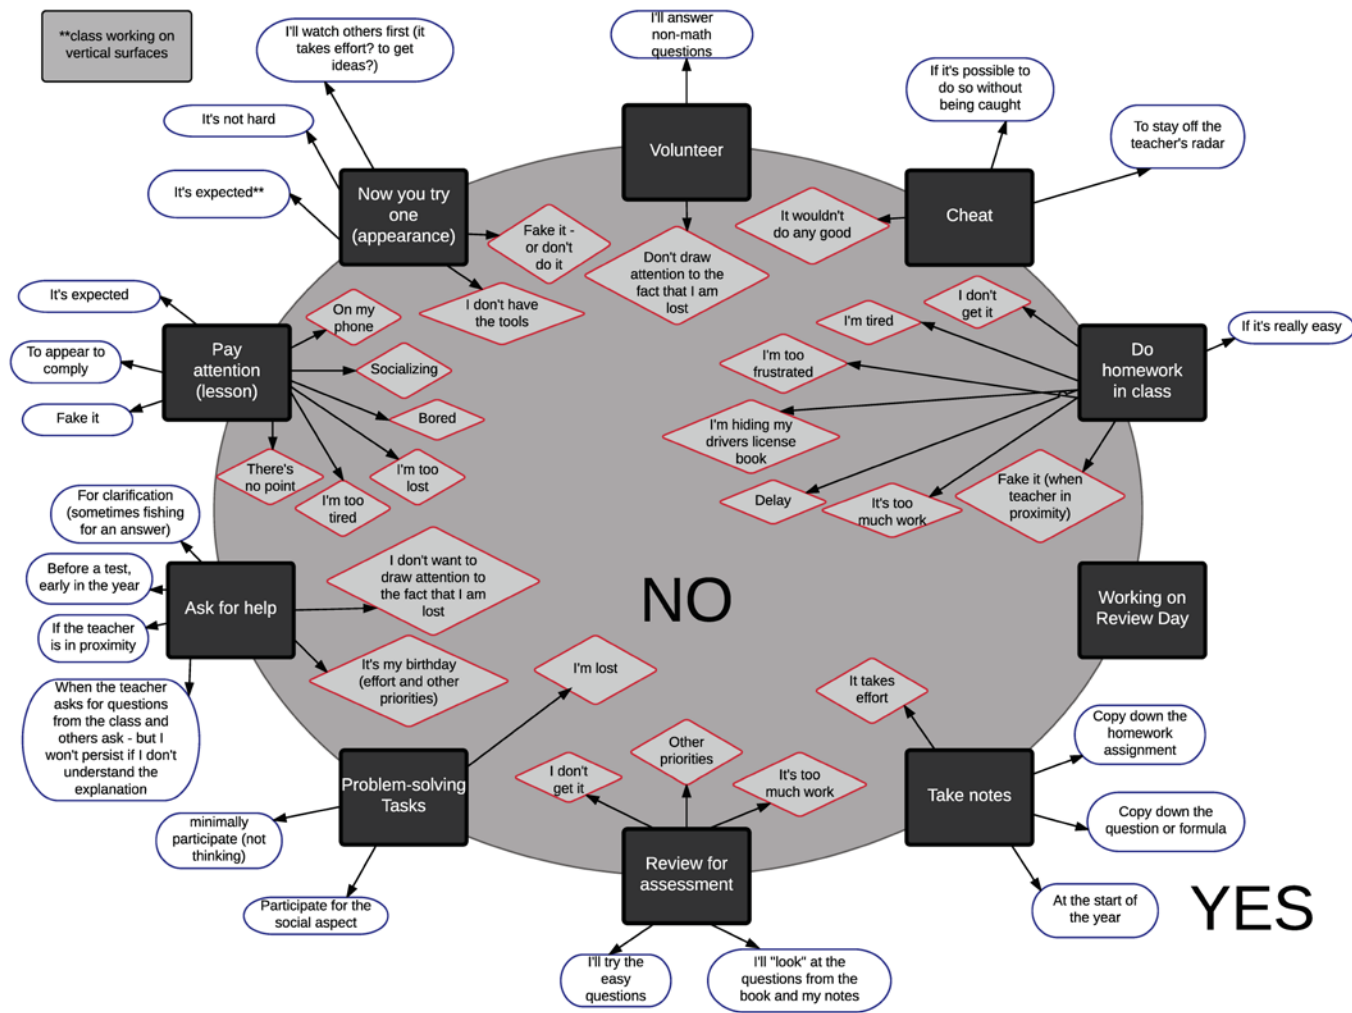 **class working on
vertical surfaces
I'll watch others first (it
takes effort? to get
ideas?)
I'll answer
non-math
questions
If it's possible to
do so without
being caught
It's not hard
To stay off the
teacher's radar
Volunteer
It's expected**
Now you try
one
(appearance)
Cheat
It wouldn't
do any good
Fake it -
or don't
do it
Don't draw
attention to the
fact that I am
lost
I don't have
the tools
It's expected
On my
phone
I don't
get it
I'm tired
If it's really easy
To appear to
comply
Pay
attention
(lesson)
Socializing
I'm too
frustrated
Do
homework
in class
Fake it
Bored
I'm hiding my
drivers license
book
There's
no point
I'm too
lost
I'm too
tired
Delay
It's too
much work
Fake it (when
teacher in
proximity)
For clarification
(sometimes fishing
for an answer)
Before a test,
early in the year
I don't want to
draw attention to
the fact that I am
lost
Ask for help
NO
Working on
Review Day
If the teacher
is in proximity
It's my birthday
(effort and other
priorities)
I'm lost
It takes
effort
When the teacher
asks for questions
from the class and
others ask - but I
won't persist if I don't
understand the
explanation
Copy down the
homework
assignment
Other
priorities
I don't
get it
It's too
much work
Problem-solving
Tasks
Take notes
minimally
participate (not
thinking)
Copy down the
question or formula
Review for
assessment
Participate for the
social aspect
At the start of
the year
YES
I'll try the
easy
questions
I'll "look" at the
questions from the
book and my notes